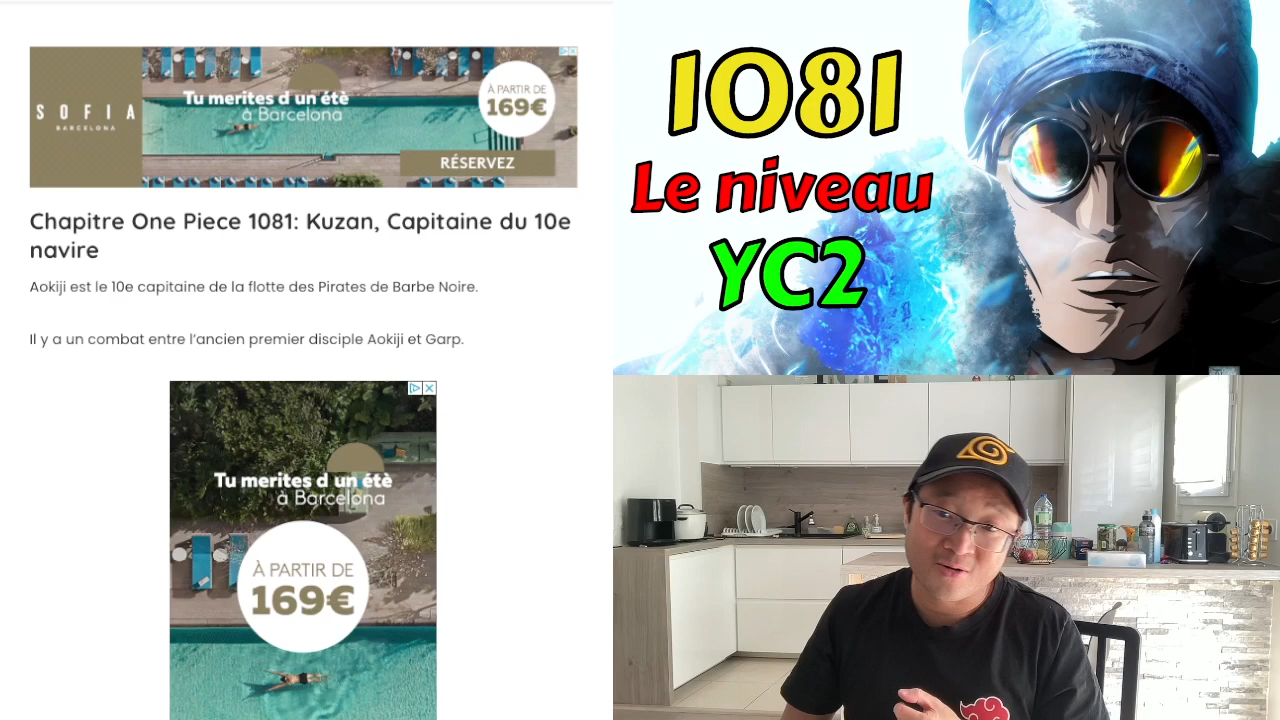 SOFIA
BARCELONA
Tu merites d un étè
à Barcelona
À PARTIR DE
169€
RÉSERVEZ
Chapitre One Piece 1081: Kuzan, Capitaine du 10e
navire
Aokiji est le 10e capitaine de la flotte des Pirates de Barbe Noire.
Il y a un combat entre l’ancien premier disciple Aokiji et Garp.
Tu merites d un étè
à Barcelona
À PARTIR DE
169€
1081
Le niveau
YC2